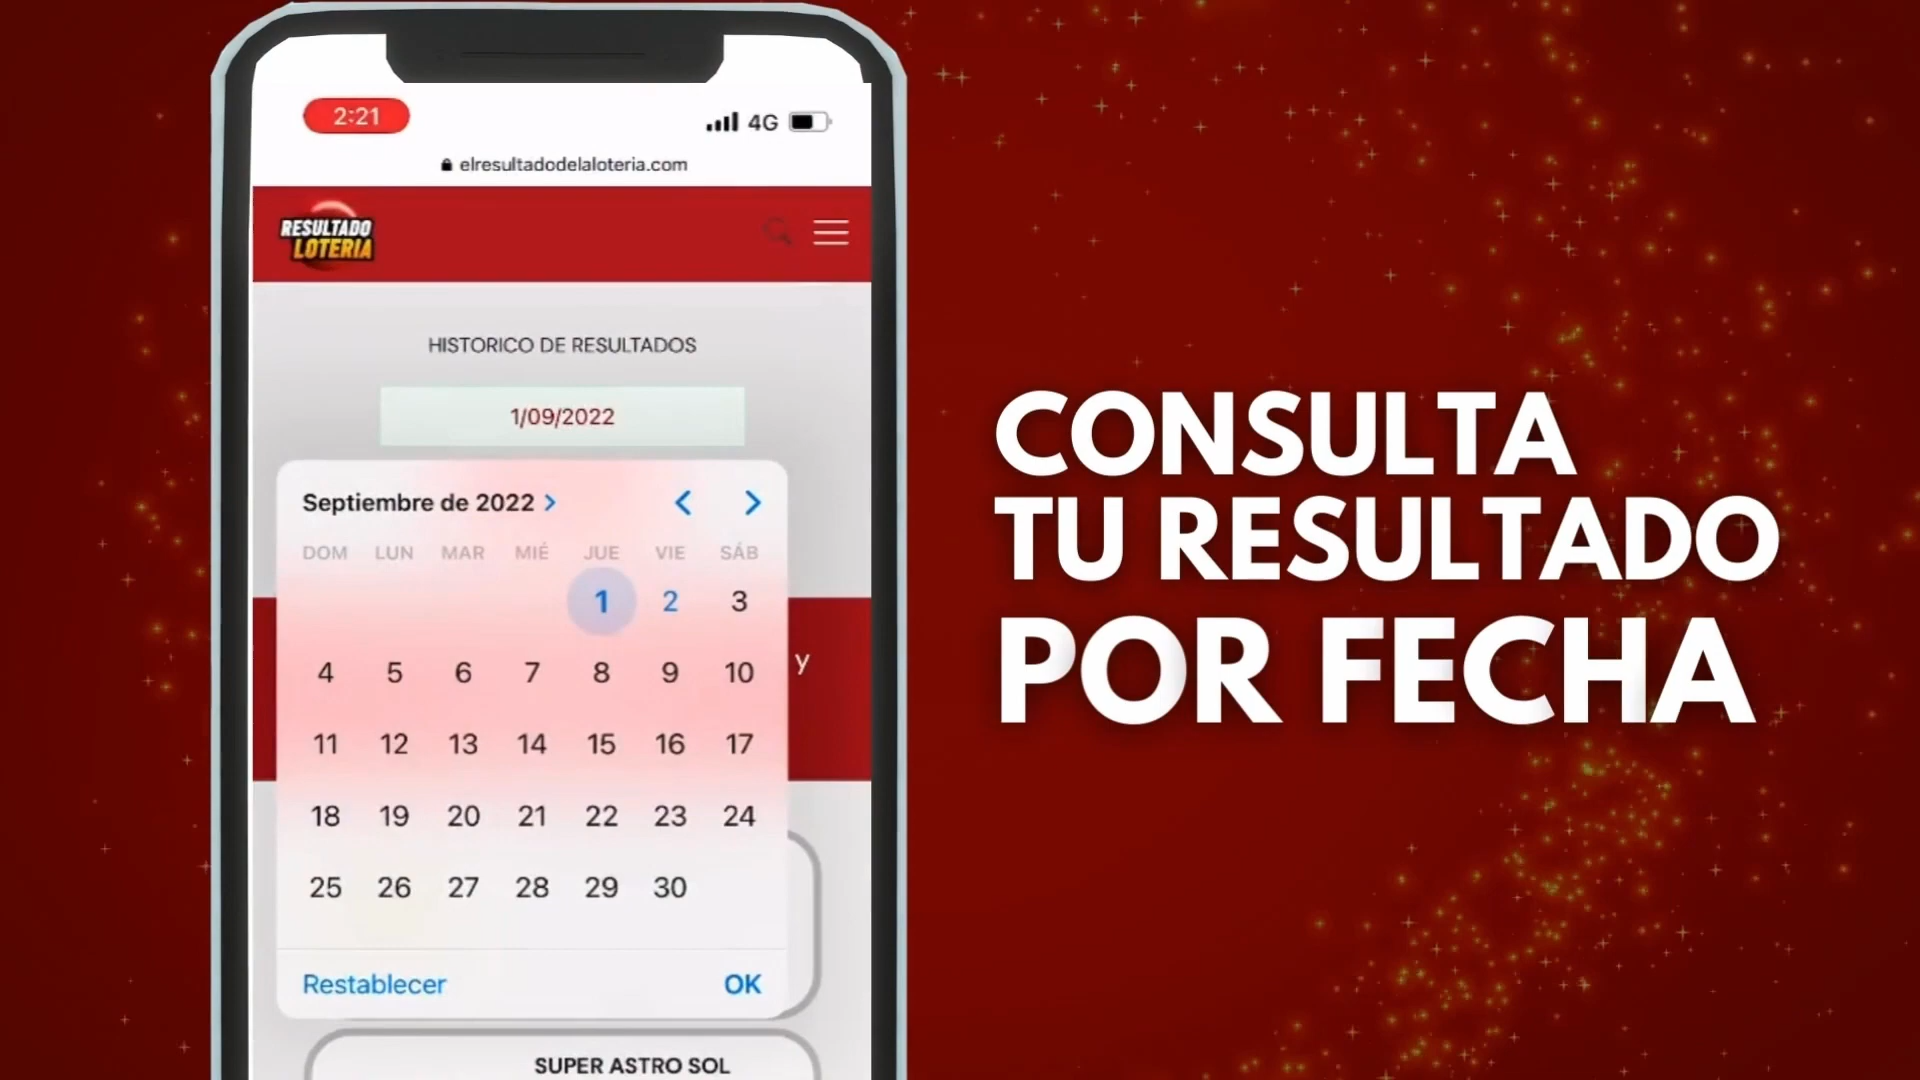 2:21
4G
elresultadodelaloteria.com
RESULTADO
LOTERIA
HISTORICO DE RESULTADOS
1/09/2022
Septiembre de 2022
DOM LUN MAR MIÉ JUE VIE SÁB
1 2 3
4 5 6 7 8 9 10
y
11 12 13 14 15 16 17
18 19 20 21 22 23 24
25 26 27 28 29 30
Restablecer OK
SUPER ASTRO SOL
CONSULTA
TU RESULTADO
POR FECHA